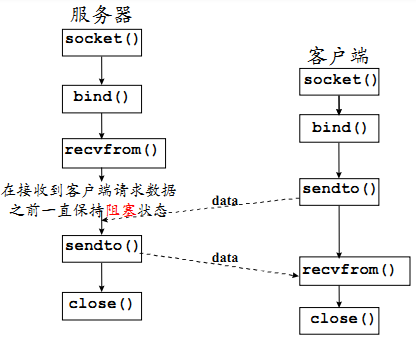 服务器
socket()
bind()
recvfrom()
在接收到客户端请求数据
之前一直保持阻塞状态
sendto()
close()
客户端
socket()
bind()
sendto()
recvfrom()
close()
data
data